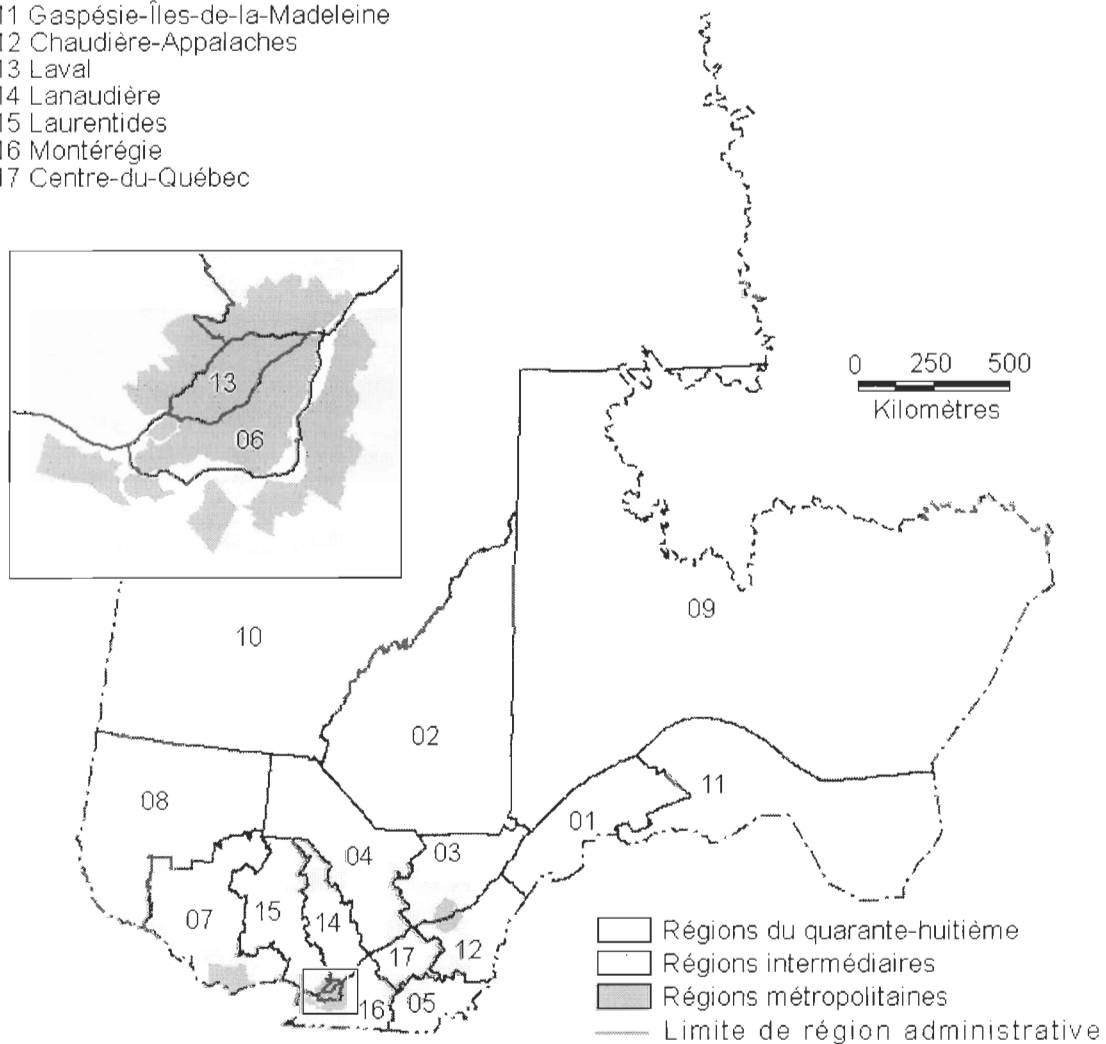 11 Gaspésie-Îles-de-la-Madeleine
12 Chaudière-Appalaches
13 Laval
14 Lanaudière
15 Laurentides
16 Montérégie
17 Centre-du-Québec
13
06
0 250 500
Kilomètres
09
10
02
11
08
01
04
03
07
15
14
12
17
16
05
Régions du quarante-huitième
Régions intermédiaires
Régions métropolitaines
Limite de région administrative